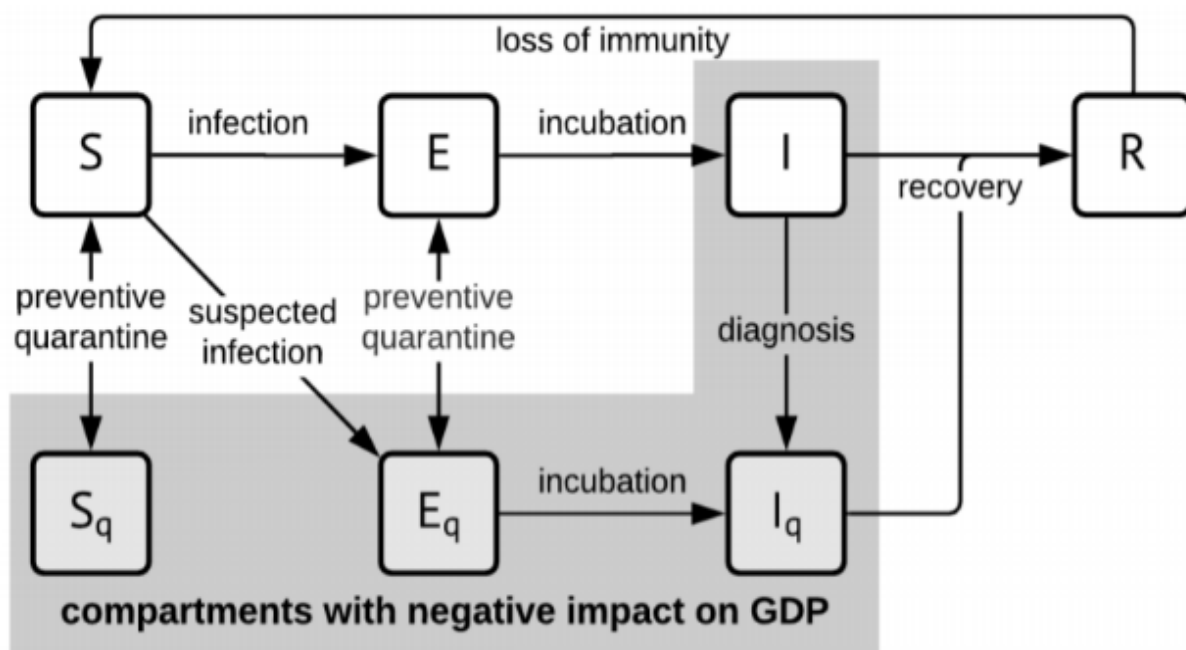 loss of immunity
S
infection
E
incubation
I
recovery
R
preventive
quarantine
suspected
infection
preventive
quarantine
diagnosis
Sq
Eq
incubation
Iq
compartments with negative impact on GDP